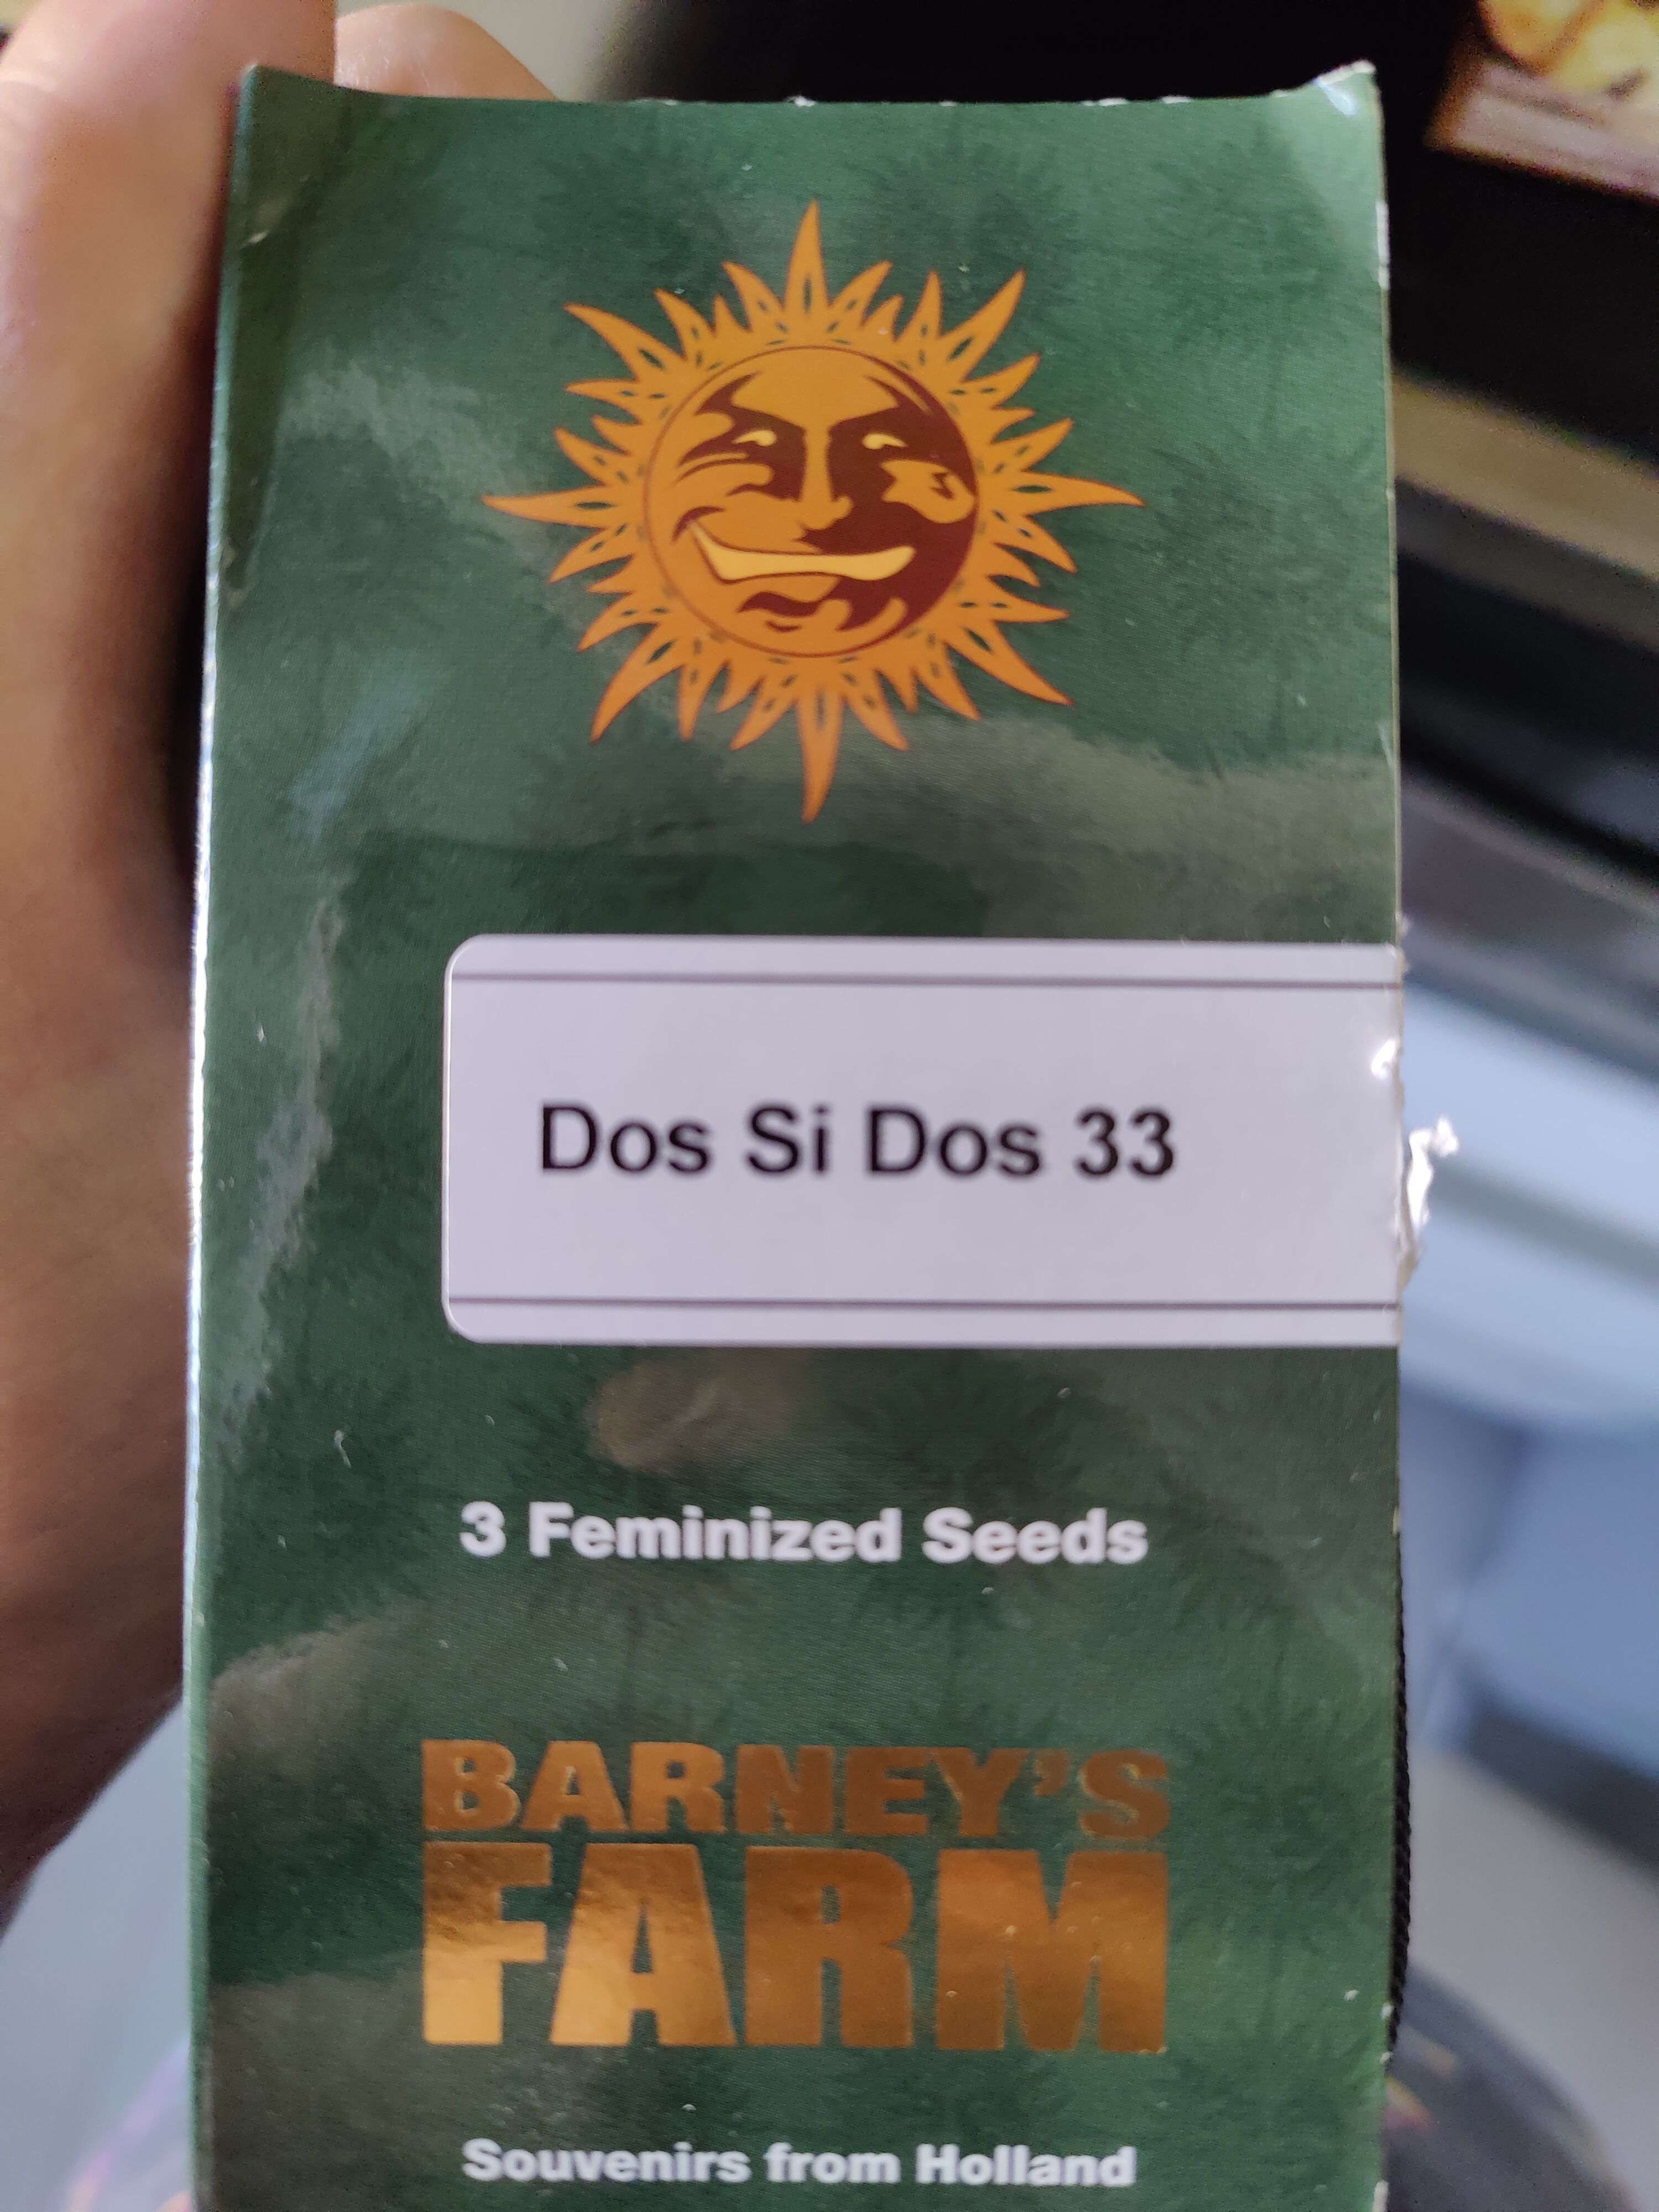 Dos Si Dos 33
3 Feminized Seeds
BARNEY'S
FARM
Souvenirs from Holland